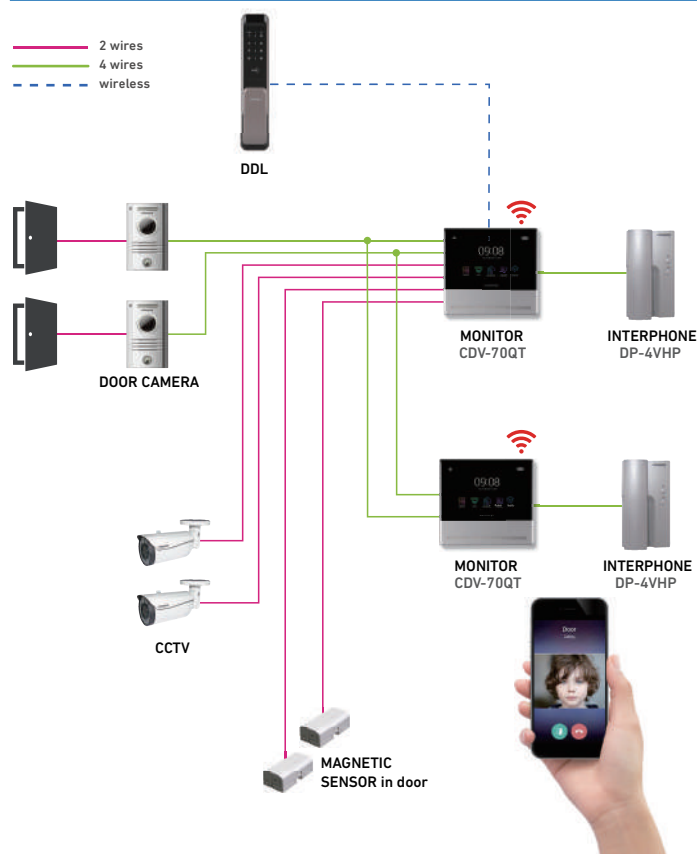 2 wires
4 wires
wireless
DDL
09:08
MONITOR
CDV-70QT
INTERPHONE
DP-4VHP
DOOR CAMERA
09:08
MONITOR
CDV-70QT
INTERPHONE
DP-4VHP
CCTV
Door
MAGNETIC
SENSOR in door